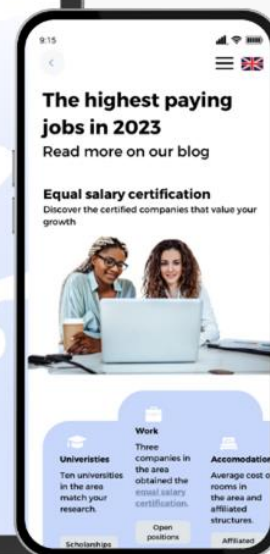 9:15
The highest paying
jobs in 2023
Read more on our blog
Equal salary certification
Discover the certified companies that value your
growth
Univeristies
Ten universities
in the area
match your
research.
Scholarships
Work
Three
companies in
the area
obtained the
equal salary
certification.
Open
positions
Accomodation
Average cost o
rooms in
the area and
affiliated
structures.
Affiliated